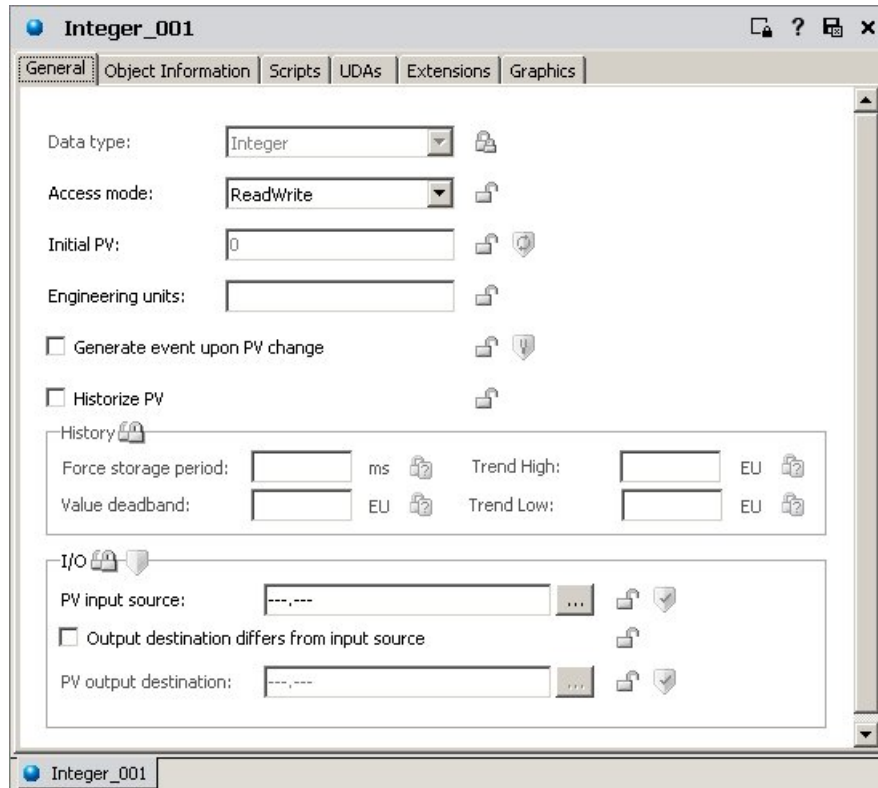 Integer_001
General Object Information Scripts UDAs Extensions Graphics
Data type: Integer
Access mode: ReadWrite
Initial PV: 0
Engineering units:
Generate event upon PV change
Historize PV
History
Force storage period: ms Trend High: EU
Value deadband: EU Trend Low: EU
I/O
PV input source: ---.--- ...
Output destination differs from input source
PV output destination: ---.--- ...
Integer_001